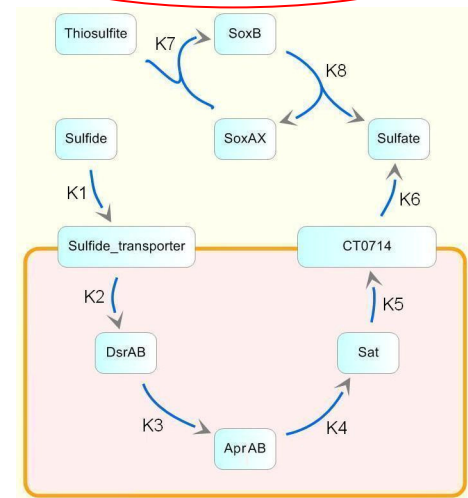 Thiosulfite
K7
SoxB
K8
Sulfide
SoxAX
Sulfate
K1
K6
Sulfide_transporter
CT0714
K2
K5
DsrAB
Sat
K3
K4
AprAB